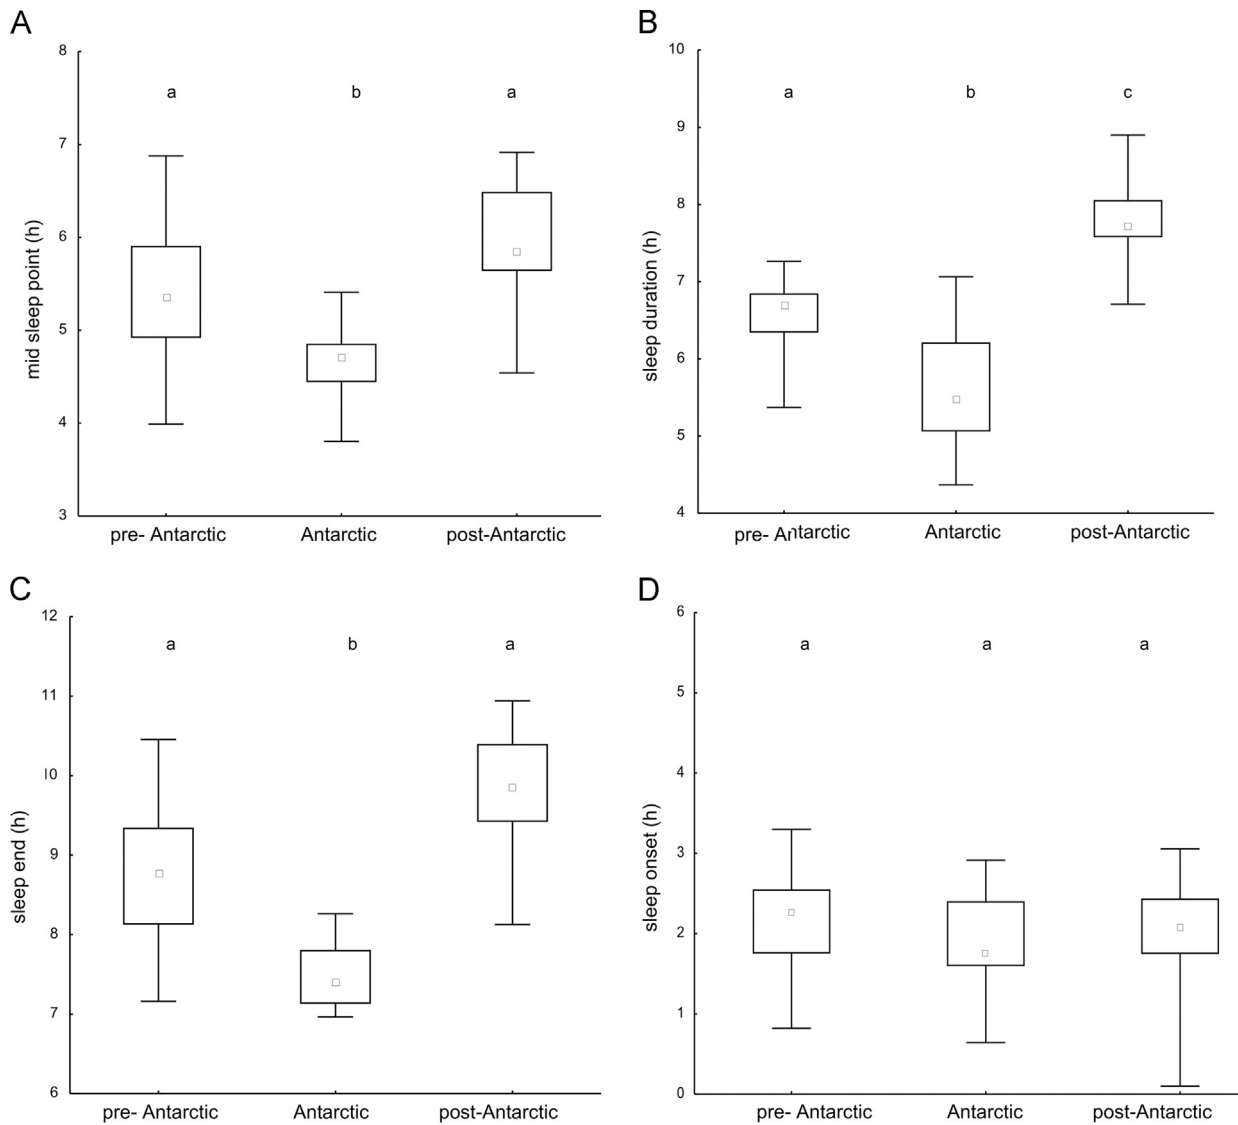 A
mid sleep point (h)
8
7
6
5
4
3
a b a
pre- Antarctic Antarctic post-Antarctic
B
sleep duration (h)
10
9
8
7
6
5
4
a b c
pre- Antarctic Antarctic post-Antarctic
C
sleep end (h)
12
11
10
9
8
7
6
a b a
pre- Antarctic Antarctic post-Antarctic
D
sleep onset (h)
6
5
4
3
2
1
0
a a a
pre- Antarctic Antarctic post-Antarctic